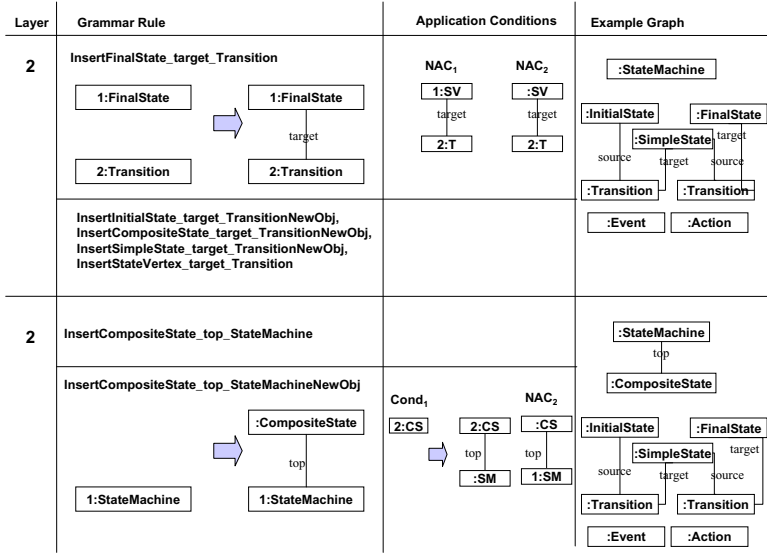 Layer Grammar Rule Application Conditions Example Graph
2
InsertFinalState_target_Transition
1:FinalState 1:FinalState
target
2:Transition 2:Transition
NAC1 NAC2
1:SV :SV
target target
2:T 2:T
:StateMachine
:InitialState :FinalState
:SimpleState target
source target source
:Transition :Transition
:Event :Action
InsertInitialState_target_TransitionNewObj,
InsertCompositeState_target_TransitionNewObj,
InsertSimpleState_target_TransitionNewObj,
InsertStateVertex_target_Transition
2
InsertCompositeState_top_StateMachine
:StateMachine
top
:CompositeState
InsertCompositeState_top_StateMachineNewObj
:CompositeState
top
1:StateMachine 1:StateMachine
Cond1 NAC2
2:CS 2:CS :CS
top top
:SM 1:SM
:InitialState :FinalState
:SimpleState target
source target source
:Transition :Transition
:Event :Action